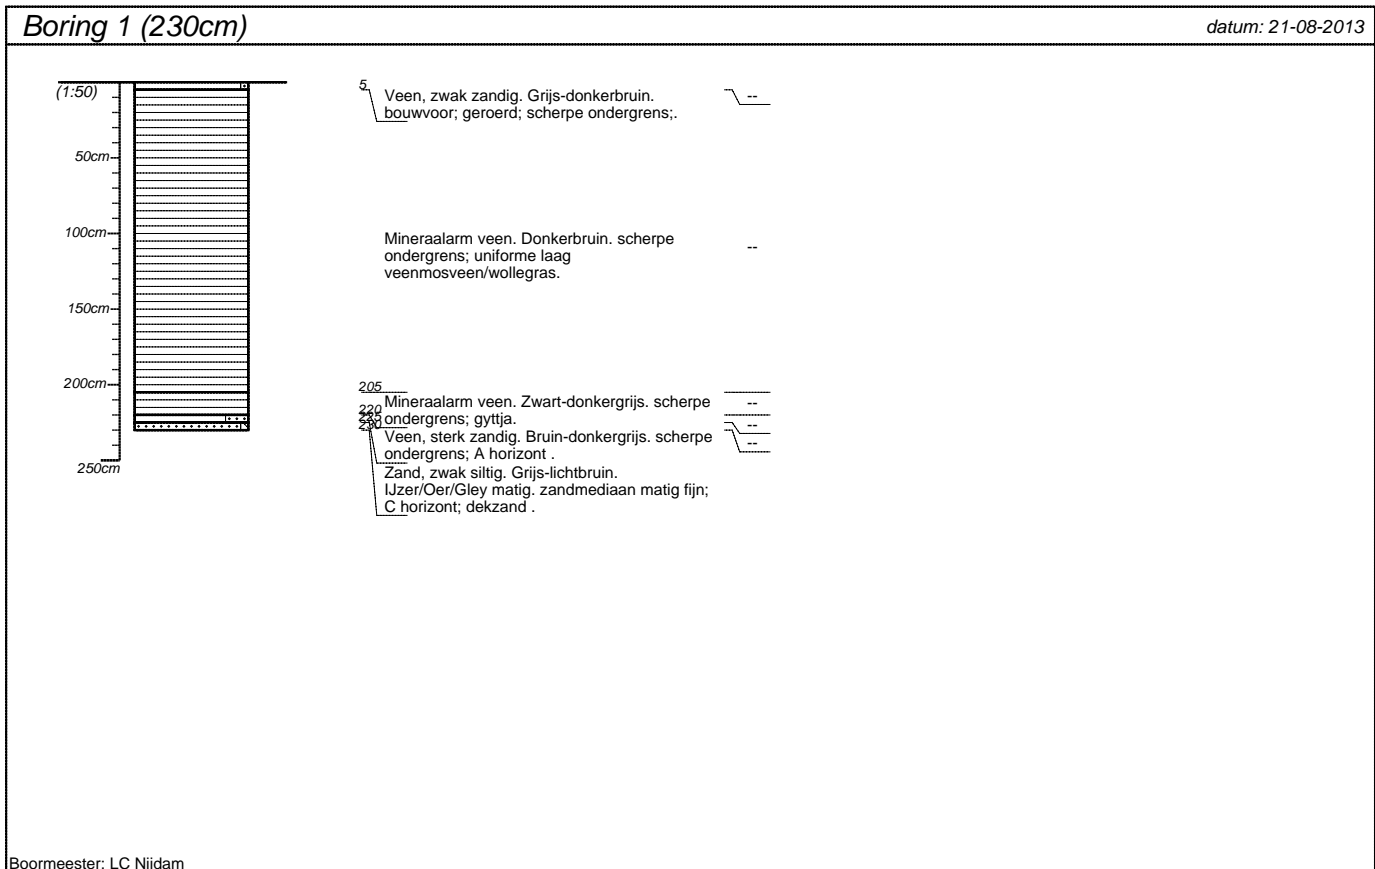 Boring 1 (230cm)
datum: 21-08-2013
(1:50)
50cm
100cm
150cm
200cm
250cm
5
Veen, zwak zandig. Grijs-donkerbruin.
bouwvoor; geroerd; scherpe ondergrens;.
--
Mineraalarm veen. Donkerbruin. scherpe
ondergrens; uniforme laag
veenmosveen/wollegras.
--
205
Mineraalarm veen. Zwart-donkergrijs. scherpe
ondergrens; gyttja.
--
220
225
230
Veen, sterk zandig. Bruin-donkergrijs. scherpe
ondergrens; A horizont .
--
Zand, zwak siltig. Grijs-lichtbruin.
IJzer/Oer/Gley matig. zandmediaan matig fijn;
C horizont; dekzand .
--
Boormeester: LC Nijdam